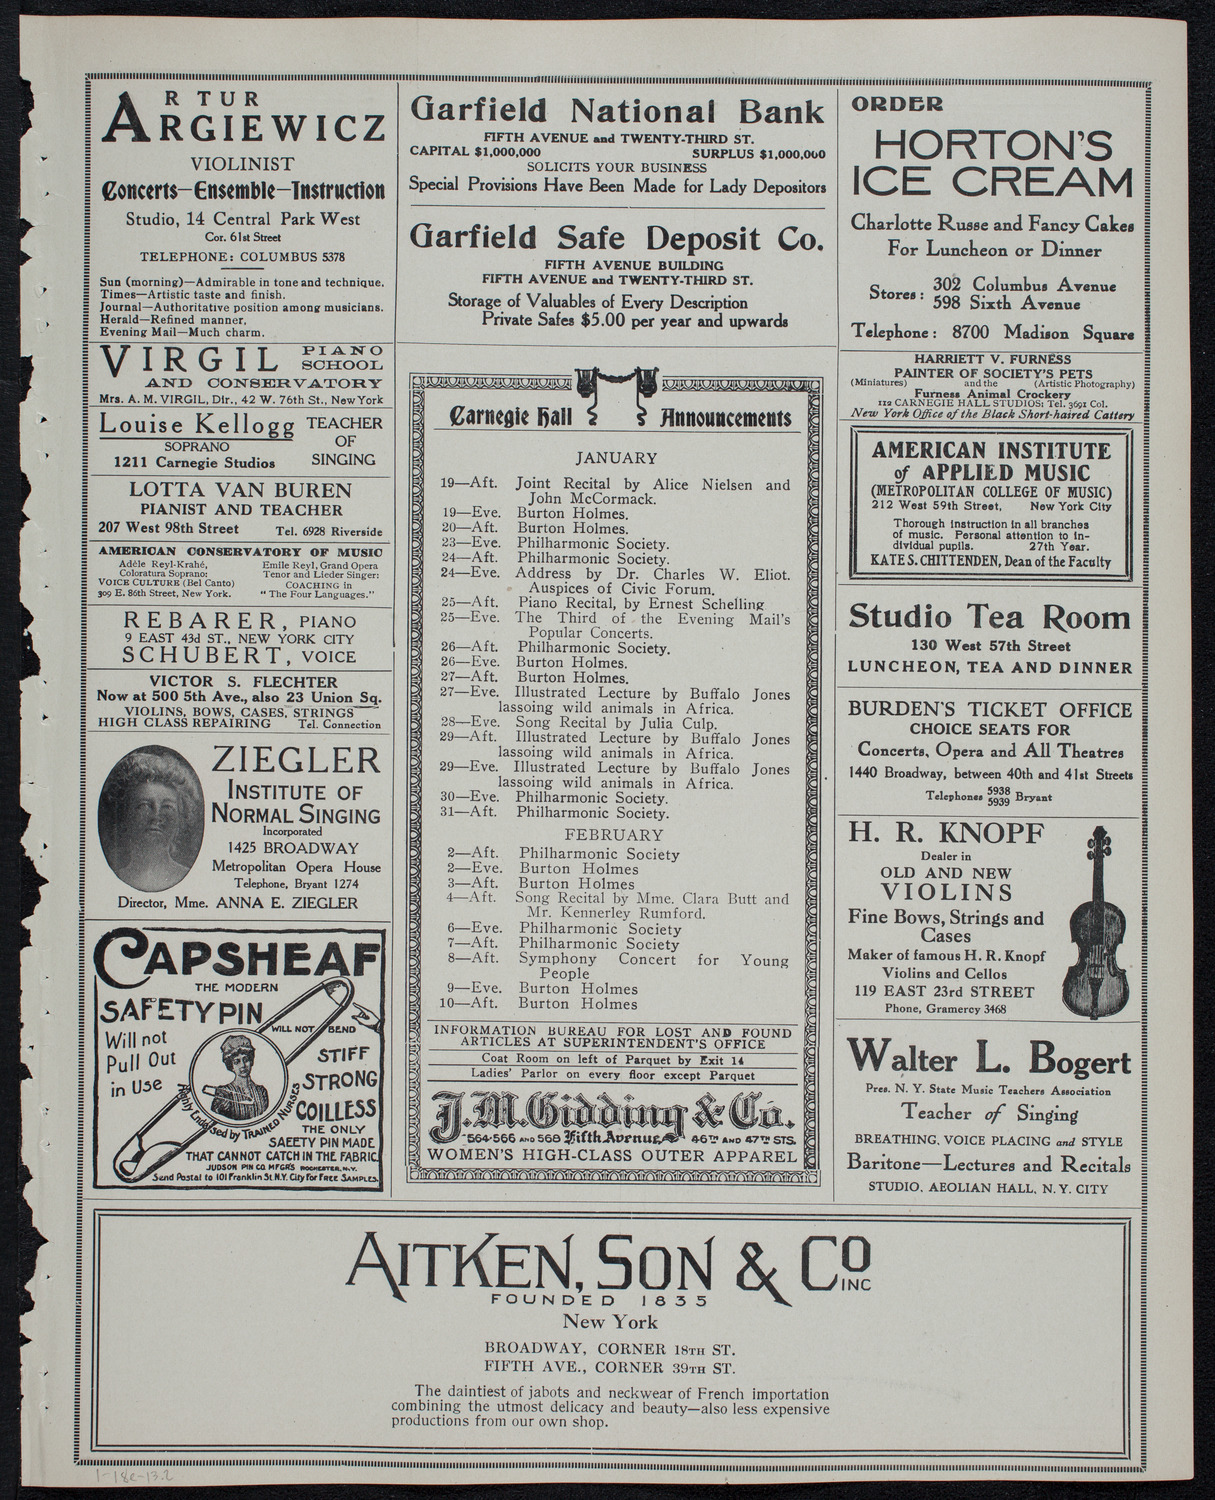 ARTUR
ARGIEWICZ
VIOLINIST
Concerts—Ensemble—Instruction
Studio, 14 Central Park West
Cor. 61st Street
TELEPHONE: COLUMBUS 5378
Sun (morning)—Admirable in tone and technique.
Times—Artistic taste and finish.
Journal—Authoritative position among musicians.
Herald—Refined manner,
Evening Mail—Much charm.
VIRGIL PIANO SCHOOL
AND CONSERVATORY
Mrs. A. M. VIRGIL, Dir., 42 W. 76th St., New York
Louise Kellogg
SOPRANO
1211 Carnegie Studios
TEACHER
OF
SINGING
LOTTA VAN BUREN
PIANIST AND TEACHER
207 West 98th Street Tel. 6928 Riverside
AMERICAN CONSERVATORY OF MUSIC
Adèle Reyl-Krahé,
Coloratura Soprano:
VOICE CULTURE (Bel Canto)
309 E. 86th Street, New York.
Emile Reyl, Grand Opera
Tenor and Lieder Singer:
COACHING in
"The Four Languages."
REBARER, PIANO
9 EAST 43d ST., NEW YORK CITY
SCHUBERT, VOICE
VICTOR S. FLECHTER
Now at 500 5th Ave., also 23 Union Sq.
VIOLINS, BOWS, CASES, STRINGS
HIGH CLASS REPAIRING Tel. Connection
ZIEGLER
INSTITUTE OF
NORMAL SINGING
Incorporated
1425 BROADWAY
Metropolitan Opera House
Telephone, Bryant 1274
Director, Mme. ANNA E. ZIEGLER
CAPSHEAF
THE MODERN
SAFETY PIN
WILL NOT BEND
Will not
Pull Out
in Use
STIFF
STRONG
COILLESS
Highly Endorsed by TRAINED NURSES
THE ONLY
SAFETY PIN MADE
THAT CANNOT CATCH IN THE FABRIC.
JUDSON PIN CO. MFGRS ROCHESTER, N.Y.
Send Postal to 101 Franklin St. N.Y. City For FREE SAMPLES.
Garfield National Bank
FIFTH AVENUE and TWENTY-THIRD ST.
CAPITAL $1,000,000 SURPLUS $1,000,000
SOLICITS YOUR BUSINESS
Special Provisions Have Been Made for Lady Depositors
Garfield Safe Deposit Co.
FIFTH AVENUE BUILDING
FIFTH AVENUE and TWENTY-THIRD ST.
Storage of Valuables of Every Description
Private Safes $5.00 per year and upwards
Carnegie Hall Announcements
JANUARY
19—Aft. Joint Recital by Alice Nielsen and
John McCormack.
19—Eve. Burton Holmes.
20—Aft. Burton Holmes.
23—Eve. Philharmonic Society.
24—Aft. Philharmonic Society.
24—Eve. Address by Dr. Charles W. Eliot.
Auspices of Civic Forum.
25—Aft. Piano Recital, by Ernest Schelling
25—Eve. The Third of the Evening Mail's
Popular Concerts.
26—Aft. Philharmonic Society.
26—Eve. Burton Holmes.
27—Aft. Burton Holmes.
27—Eve. Illustrated Lecture by Buffalo Jones
lassoing wild animals in Africa.
28—Eve. Song Recital by Julia Culp.
29—Aft. Illustrated Lecture by Buffalo Jones
lassoing wild animals in Africa.
29—Eve. Illustrated Lecture by Buffalo Jones
lassoing wild animals in Africa.
30—Eve. Philharmonic Society.
31—Aft. Philharmonic Society.
FEBRUARY
2—Aft. Philharmonic Society
2—Eve. Burton Holmes
3—Aft. Burton Holmes
4—Aft. Song Recital by Mme. Clara Butt and
Mr. Kennerley Rumford.
6—Eve. Philharmonic Society
7—Aft. Philharmonic Society
8—Aft. Symphony Concert for Young
People
9—Eve. Burton Holmes
10—Aft. Burton Holmes
INFORMATION BUREAU FOR LOST AND FOUND
ARTICLES AT SUPERINTENDENT'S OFFICE
Coat Room on left of Parquet by Exit 14
Ladies' Parlor on every floor except Parquet
J. M. Gidding & Co.
564-566 AND 568 Fifth Avenue 46TH AND 47TH STS.
WOMEN'S HIGH-CLASS OUTER APPAREL
ORDER
HORTON'S
ICE CREAM
Charlotte Russe and Fancy Cakes
For Luncheon or Dinner
Stores: 302 Columbus Avenue
598 Sixth Avenue
Telephone: 8700 Madison Square
HARRIETT V. FURNESS
PAINTER OF SOCIETY'S PETS
(Miniatures) and the (Artistic Photography)
Furness Animal Crockery
112 CARNEGIE HALL STUDIOS: Tel. 3691 Col.
New York Office of the Black Short-haired Cattery
AMERICAN INSTITUTE
of APPLIED MUSIC
(METROPOLITAN COLLEGE OF MUSIC)
212 West 59th Street, New York City
Thorough instruction in all branches
of music. Personal attention to in-
dividual pupils. 27th Year.
KATE S. CHITTENDEN, Dean of the Faculty
Studio Tea Room
130 West 57th Street
LUNCHEON, TEA AND DINNER
BURDEN'S TICKET OFFICE
CHOICE SEATS FOR
Concerts, Opera and All Theatres
1440 Broadway, between 40th and 41st Streets
Telephones 5938
5939 Bryant
H. R. KNOPF
Dealer in
OLD AND NEW
VIOLINS
Fine Bows, Strings and
Cases
Maker of famous H. R. Knopf
Violins and Cellos
119 EAST 23rd STREET
Phone, Gramercy 3468
Walter L. Bogert
Pres. N. Y. State Music Teachers Association
Teacher of Singing
BREATHING, VOICE PLACING and STYLE
Baritone—Lectures and Recitals
STUDIO, AEOLIAN HALL, N. Y. CITY
AITKEN, SON & CO INC
FOUNDED 1835
New York
BROADWAY, CORNER 18TH ST.
FIFTH AVE., CORNER 39TH ST.
The daintiest of jabots and neckwear of French importation
combining the utmost delicacy and beauty—also less expensive
productions from our own shop.
1-18e-13.2